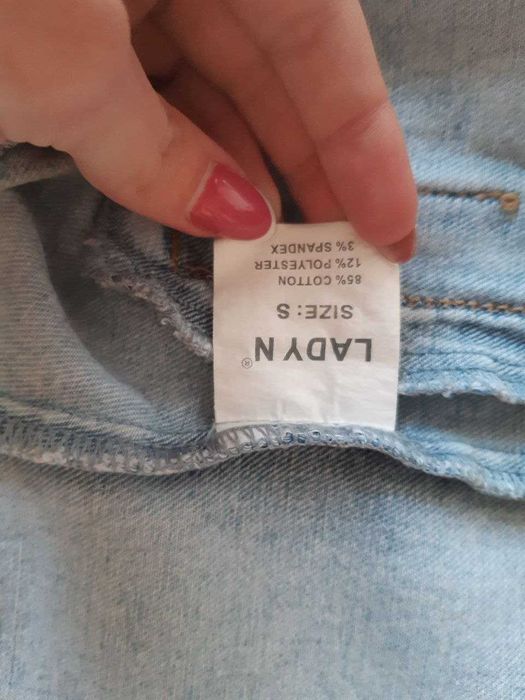 LADY N®
SIZE: S
85% COTTON
12% POLYESTER
3% SPANDEX